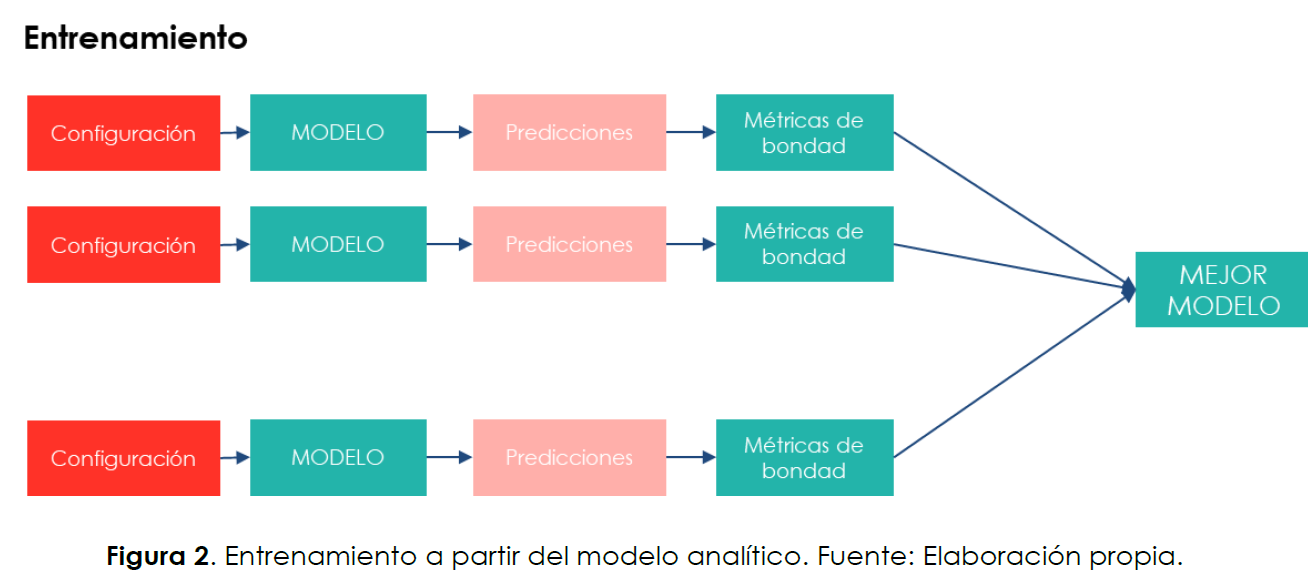 Entrenamiento
Configuración
MODELO
Predicciones
Métricas de
bondad
Configuración
MODELO
Predicciones
Métricas de
bondad
MEJOR
MODELO
Configuración
MODELO
Predicciones
Métricas de
bondad
Figura 2. Entrenamiento a partir del modelo analítico. Fuente: Elaboración propia.